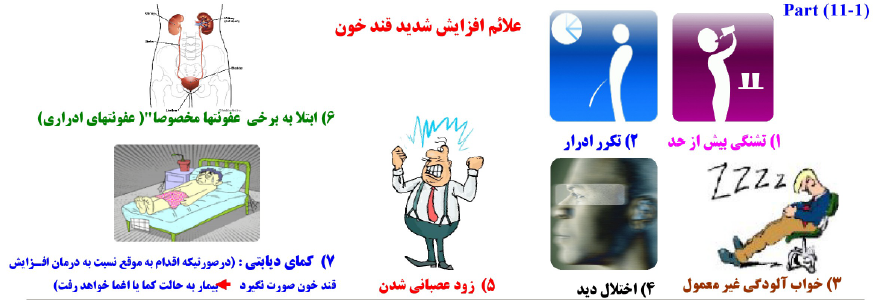 Part (11-1)
علائم افزایش شدید قند خون
۱) تشنگی بیش از حد
۲) تکرر ادرار
۳) خواب آلودگی غیر معمول
ZZZZ
۴) اختلال دید
۵) زود عصبانی شدن
۶) ابتلا به برخی عفونتها مخصوصا"( عفونتهای ادراری)
۷) کمای دیابتی : (درصورتیکه اقدام به موقع نسبت به درمان افـزایش
قند خون صورت نگیرد ← بیمار به حالت کما یا اغما خواهد رفت)